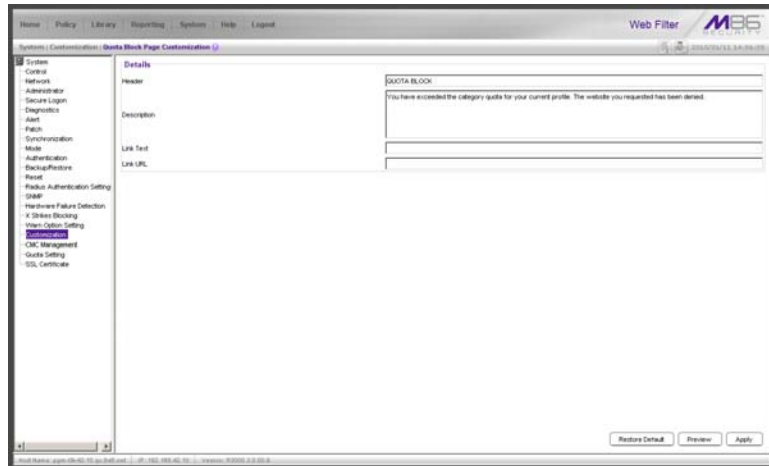 Home Policy Library Reporting System Help Logout
Web Filter
M86
SECURITY
System | Customization | Quota Block Page Customization
System
Control
Network
Administrator
Secure Logon
Diagnostics
Alert
Patch
Synchronization
Mode
Authentication
Backup/Restore
Reset
Radius Authentication Setting
SNMP
Hardware Failure Detection
X Strikes Blocking
Warn Option Setting
Customization
CMC Management
Quota Setting
SSL Certificate
Details
Header
QUOTA BLOCK
Description
You have exceeded the category quota for your current profile. The website you requested has been denied.
Link Text
Link URL
Restore Default Preview Apply
Host Name: